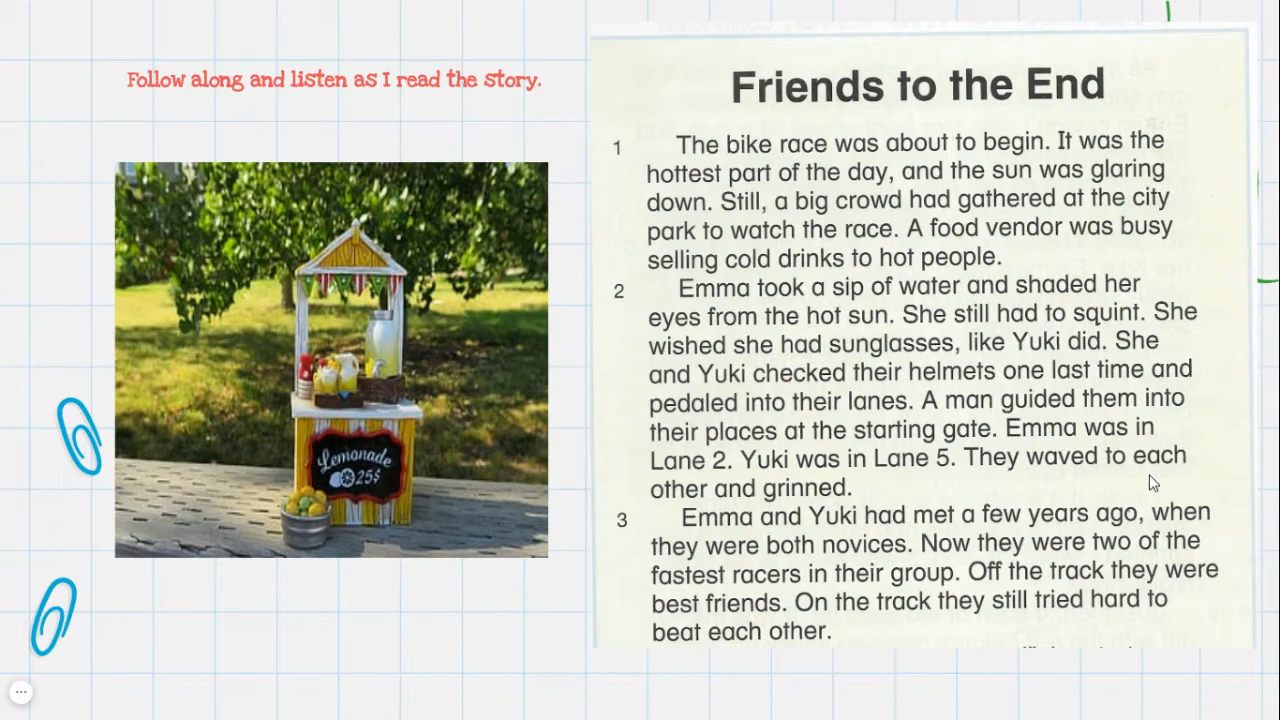 Follow along and listen as I read the story.
Lemonade
25$
Friends to the End
1 The bike race was about to begin. It was the
hottest part of the day, and the sun was glaring
down. Still, a big crowd had gathered at the city
park to watch the race. A food vendor was busy
selling cold drinks to hot people.
2 Emma took a sip of water and shaded her
eyes from the hot sun. She still had to squint. She
wished she had sunglasses, like Yuki did. She
and Yuki checked their helmets one last time and
pedaled into their lanes. A man guided them into
their places at the starting gate. Emma was in
Lane 2. Yuki was in Lane 5. They waved to each
other and grinned.
3 Emma and Yuki had met a few years ago, when
they were both novices. Now they were two of the
fastest racers in their group. Off the track they were
best friends. On the track they still tried hard to
beat each other.